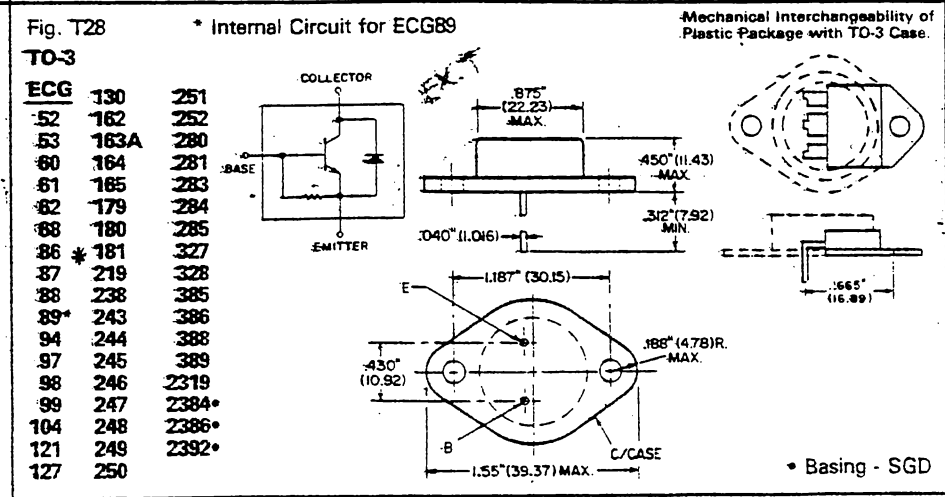 Fig. T28
* Internal Circuit for ECG89
Mechanical Interchangeability of
Plastic Package with TO-3 Case.
TO-3
ECG 130 251
52 162 252
53 163A 280
60 164 281
61 165 283
62 179 284
68 180 285
86 * 181 327
87 219 328
88 238 385
89* 243 386
94 244 388
97 245 389
98 246 2319
99 247 2384•
104 248 2386•
121 249 2392•
127 250
COLLECTOR
BASE
EMITTER
.875"
(22.23)
MAX.
.450" (11.43)
MAX.
.312" (7.92)
MIN.
.040" (1.016)
1.187" (30.15)
E
.430"
(10.92)
.188" (4.78)R.
MAX.
B
C/CASE
1.55" (39.37) MAX.
.665"
(16.89)
• Basing - SGD